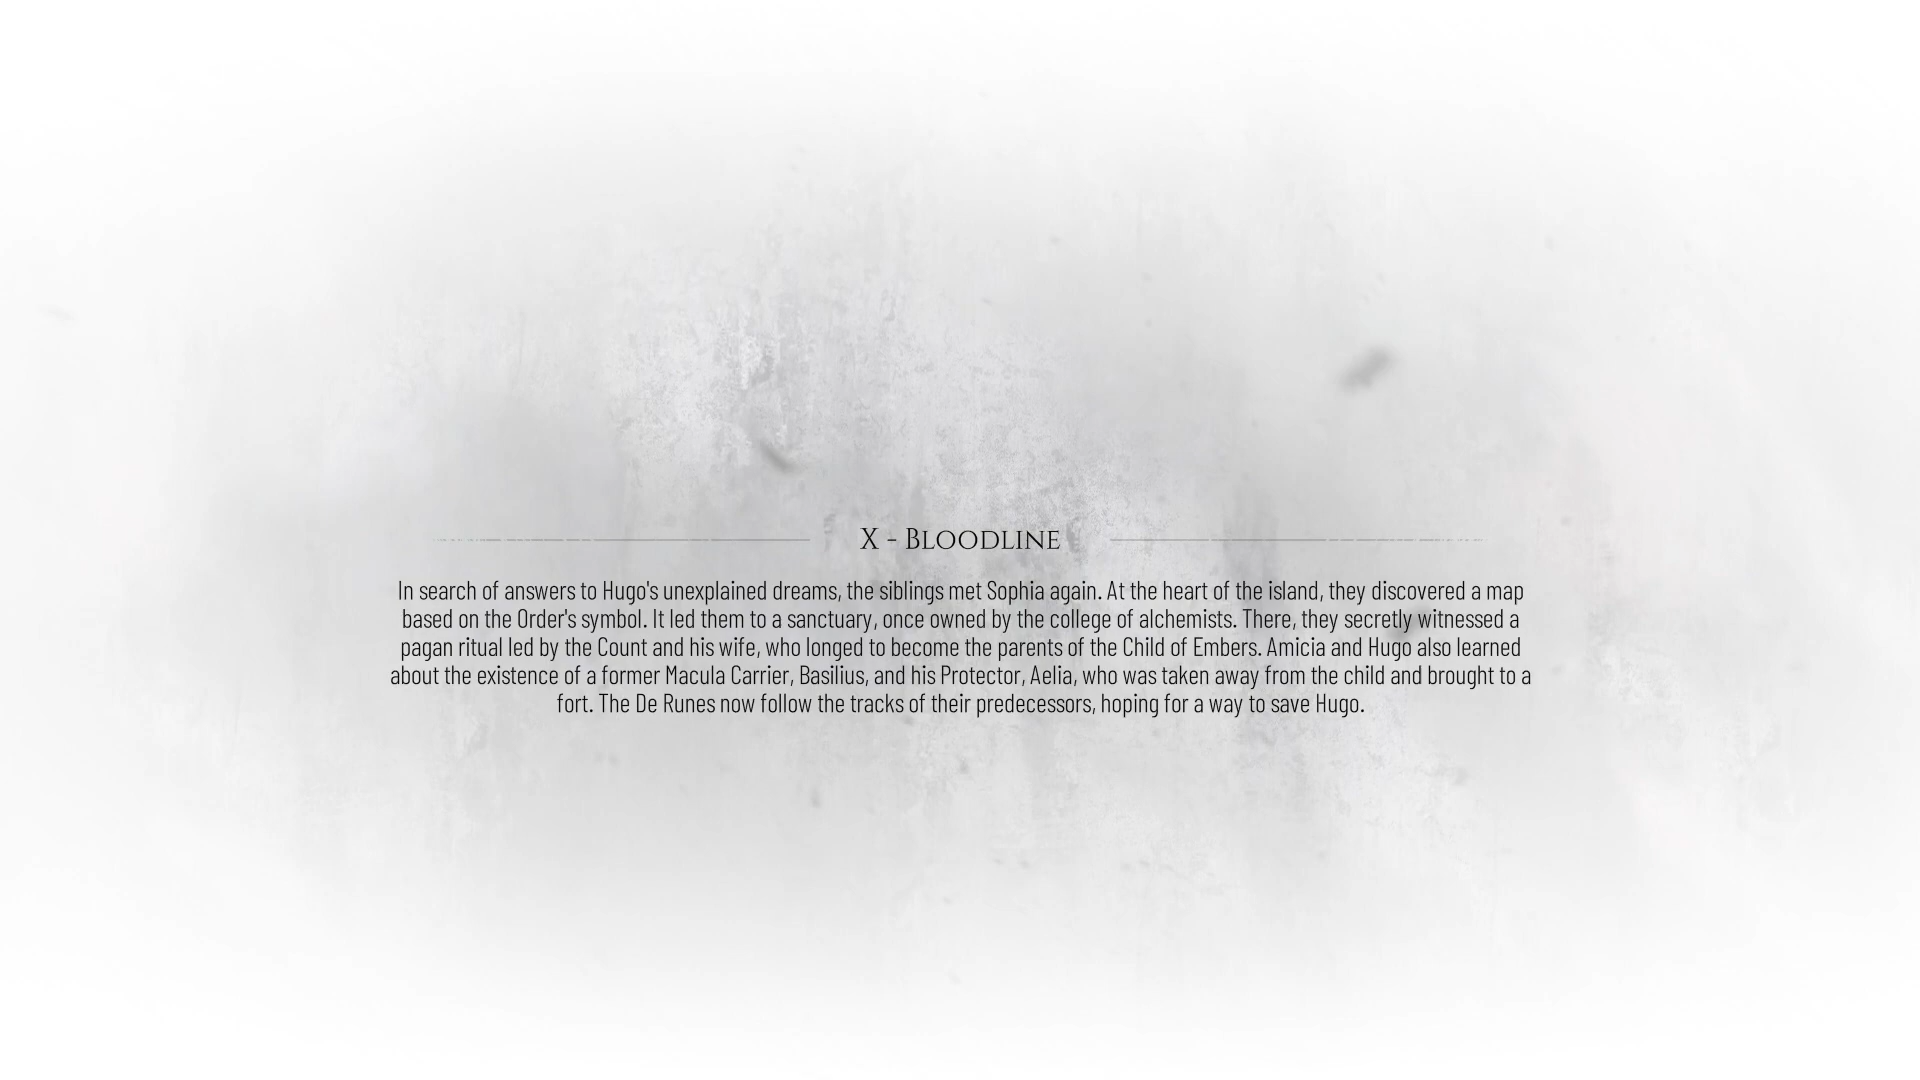 X - Bloodline
In search of answers to Hugo's unexplained dreams, the siblings met Sophia again. At the heart of the island, they discovered a map
based on the Order's symbol. It led them to a sanctuary, once owned by the college of alchemists. There, they secretly witnessed a
pagan ritual led by the Count and his wife, who longed to become the parents of the Child of Embers. Amicia and Hugo also learned
about the existence of a former Macula Carrier, Basilius, and his Protector, Aelia, who was taken away from the child and brought to a
fort. The De Runes now follow the tracks of their predecessors, hoping for a way to save Hugo.